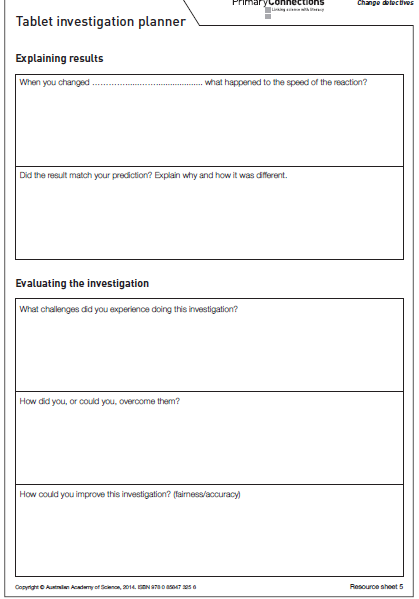 PrimaryConnections
Linking science with literacy
Change detectives
Tablet investigation planner
Explaining results
When you changed ……………………………… what happened to the speed of the reaction?
Did the result match your prediction? Explain why and how it was different.
Evaluating the investigation
What challenges did you experience doing this investigation?
How did you, or could you, overcome them?
How could you improve this investigation? (fairness/accuracy)
Copyright © Australian Academy of Science, 2014. ISBN 978 0 85847 325 6
Resource sheet 5